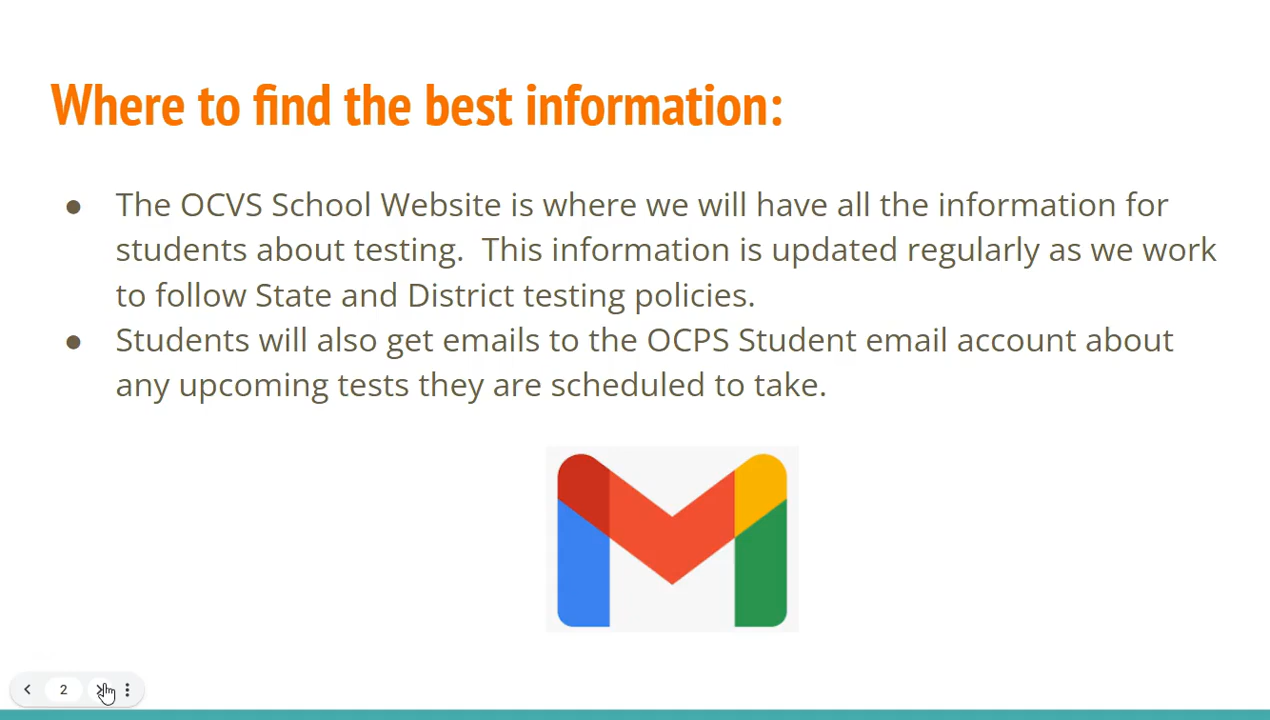 Where to find the best information:
● The OCVS School Website is where we will have all the information for
students about testing.  This information is updated regularly as we work
to follow State and District testing policies.
● Students will also get emails to the OCPS Student email account about
any upcoming tests they are scheduled to take.
2